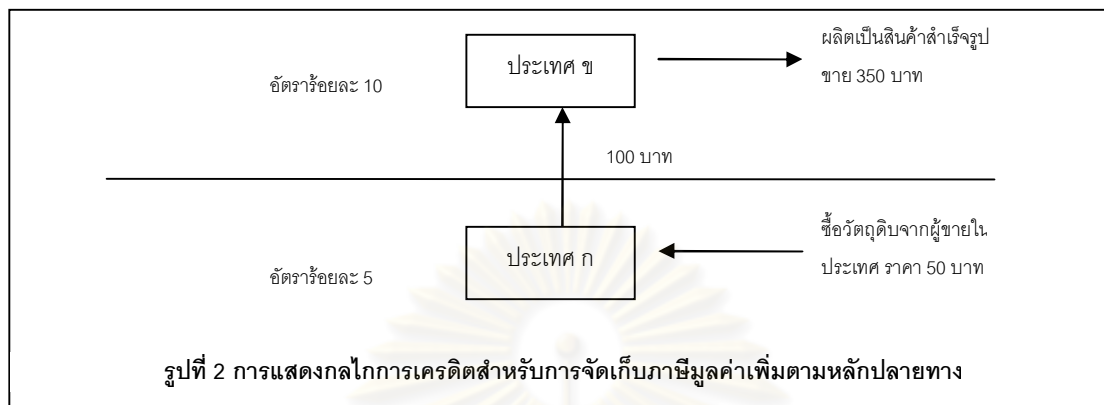 ประเทศ ข
ผลิตเป็นสินค้าสำเร็จรูป
ขาย 350 บาท
อัตราร้อยละ 10
100 บาท
ประเทศ ก
ซื้อวัตถุดิบจากผู้ขายใน
ประเทศ ราคา 50 บาท
อัตราร้อยละ 5
รูปที่ 2 การแสดงกลไกการเครดิตสำหรับการจัดเก็บภาษีมูลค่าเพิ่มตามหลักปลายทาง